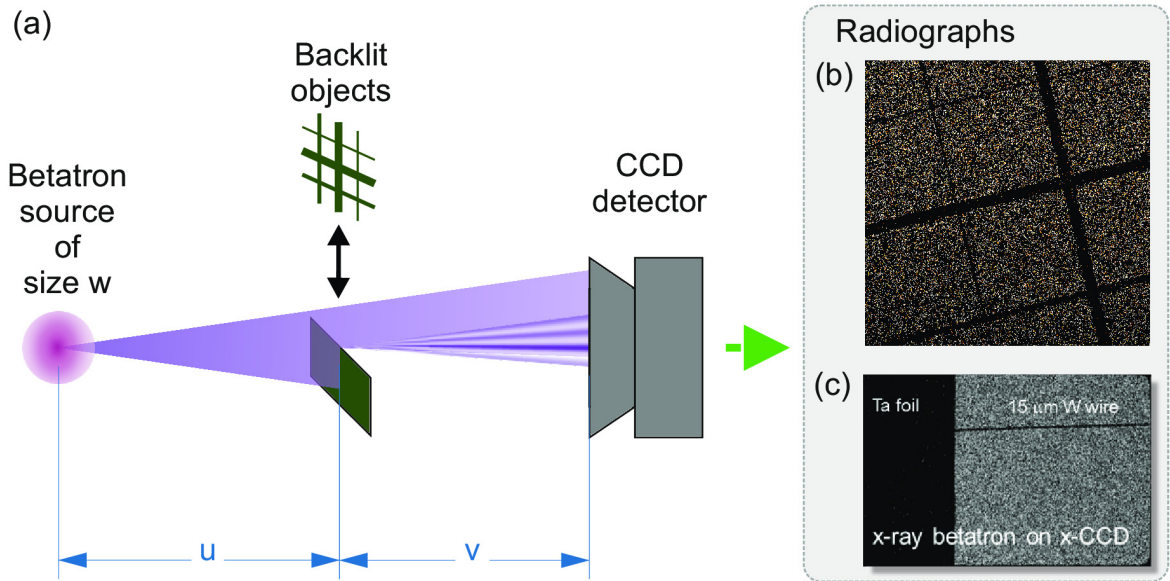 (a)
Backlit
objects
Betatron
source
of
size w
CCD
detector
u
v
Radiographs
(b)
(c)
Ta foil
15 μm W wire
x-ray betatron on x-CCD